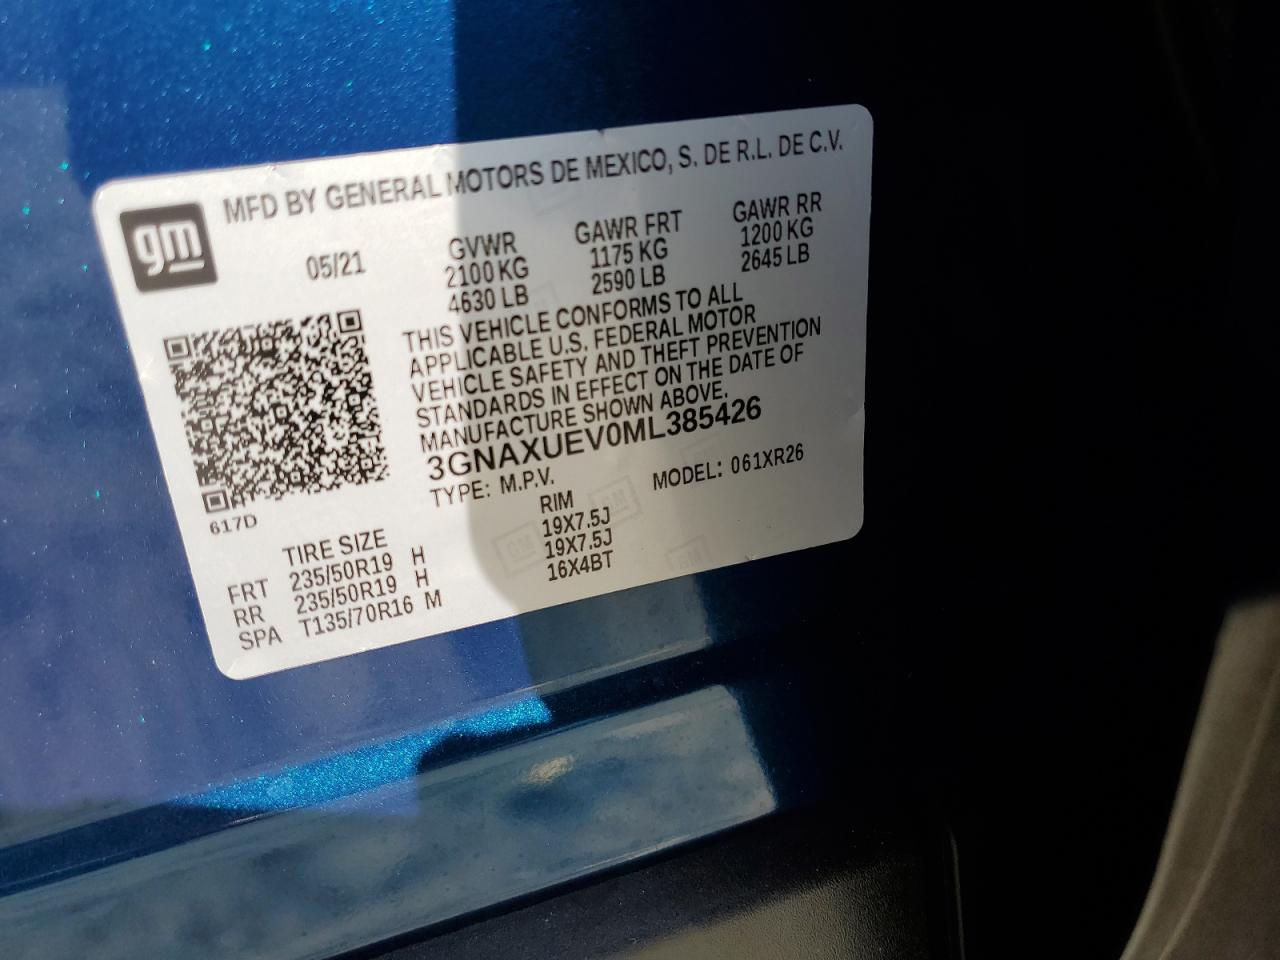 MFD BY GENERAL MOTORS DE MEXICO, S. DE R.L. DE C.V.
gm
05/21
GVWR
2100 KG
4630 LB
GAWR FRT
1175 KG
2590 LB
GAWR RR
1200 KG
2645 LB
THIS VEHICLE CONFORMS TO ALL
APPLICABLE U.S. FEDERAL MOTOR
VEHICLE SAFETY AND THEFT PREVENTION
STANDARDS IN EFFECT ON THE DATE OF
MANUFACTURE SHOWN ABOVE.
3GNAXUEV0ML385426
TYPE: M.P.V.
MODEL: 061XR26
617D
TIRE SIZE
RIM
FRT 235/50R19 H 19X7.5J
RR 235/50R19 H 19X7.5J
SPA T135/70R16 M 16X4BT
GM
GM
GM